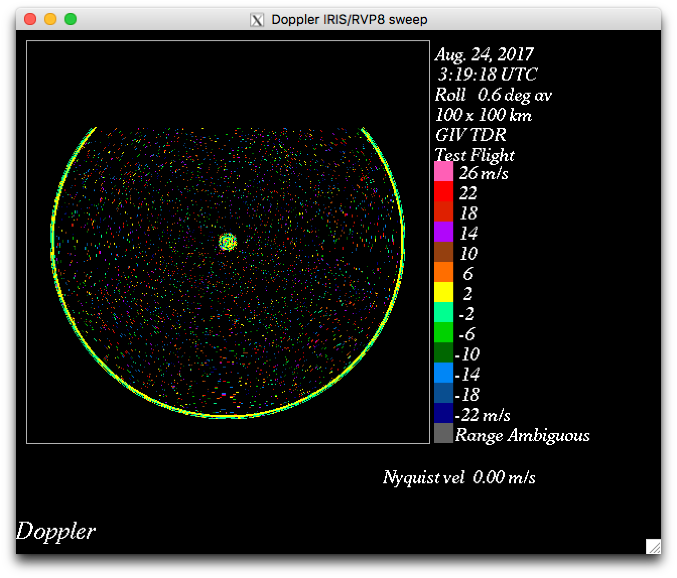 Doppler IRIS/RVP8 sweep
Aug. 24, 2017
3:19:18 UTC
Roll 0.6 deg av
100 x 100 km
GIV TDR
Test Flight
26 m/s
22
18
14
10
6
2
-2
-6
-10
-14
-18
-22 m/s
Range Ambiguous
Nyquist vel 0.00 m/s
Doppler